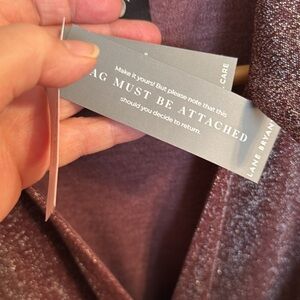 Make it yours! But please note that this
AG MUST BE ATTACHED
should you decide to return.
LANE BRYAN
CARE